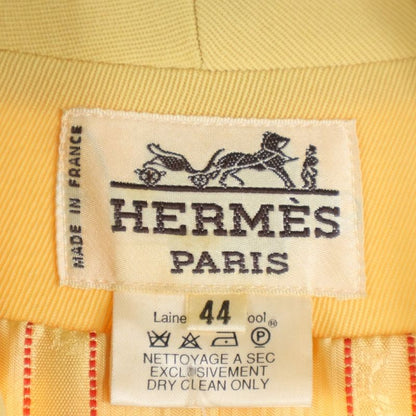 MADE IN FRANCE
HERMÈS
PARIS
Laine 44 ool®
P
NETTOYAGE A SEC
EXCLUSIVEMENT
DRY CLEAN ONLY